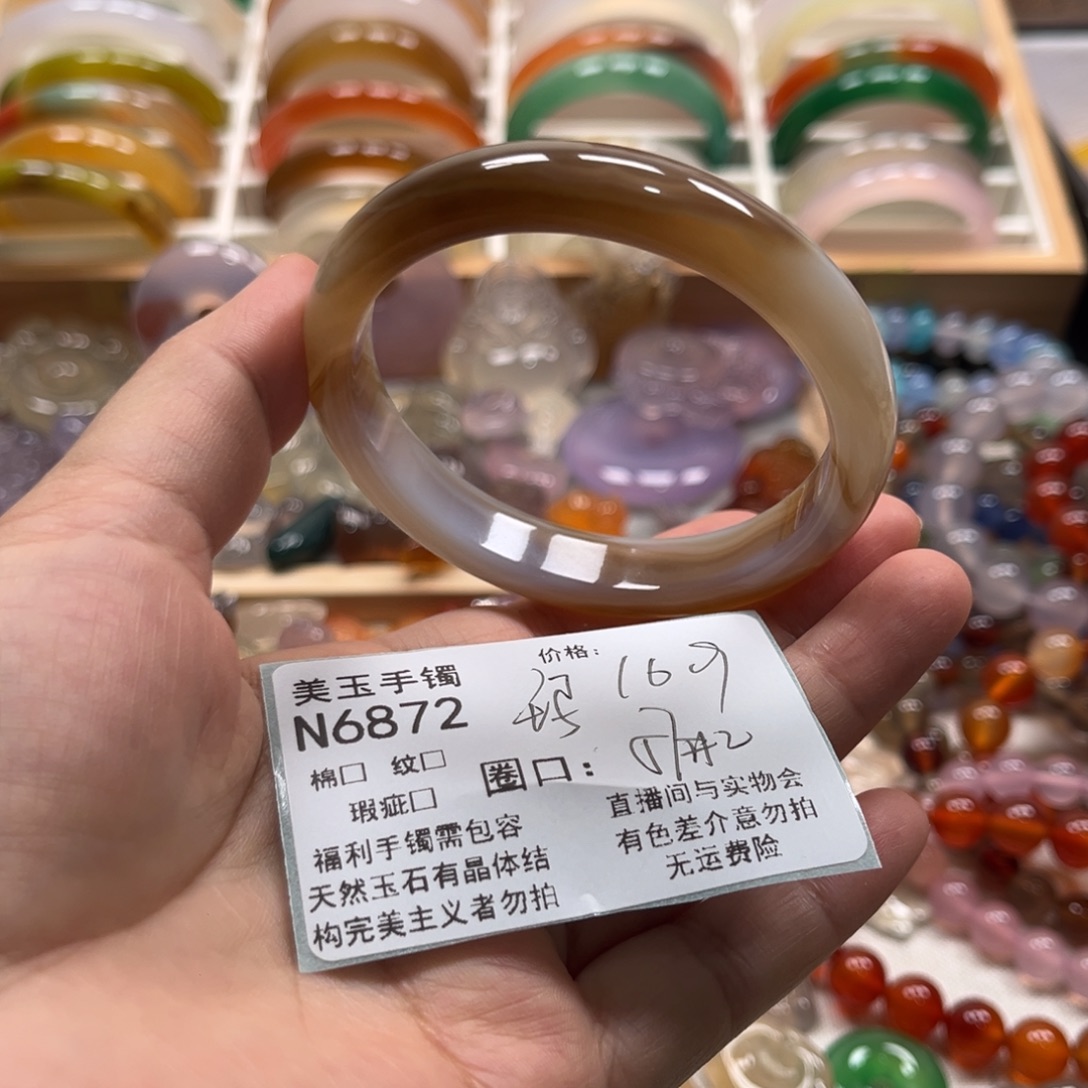 美玉手镯
N6872
价格: 169
棉□ 纹□
瑕疵□
圈口:
福利手镯需包容
天然玉石有晶体结
构完美主义者勿拍
直播间与实物会
有色差介意勿拍
无运费险